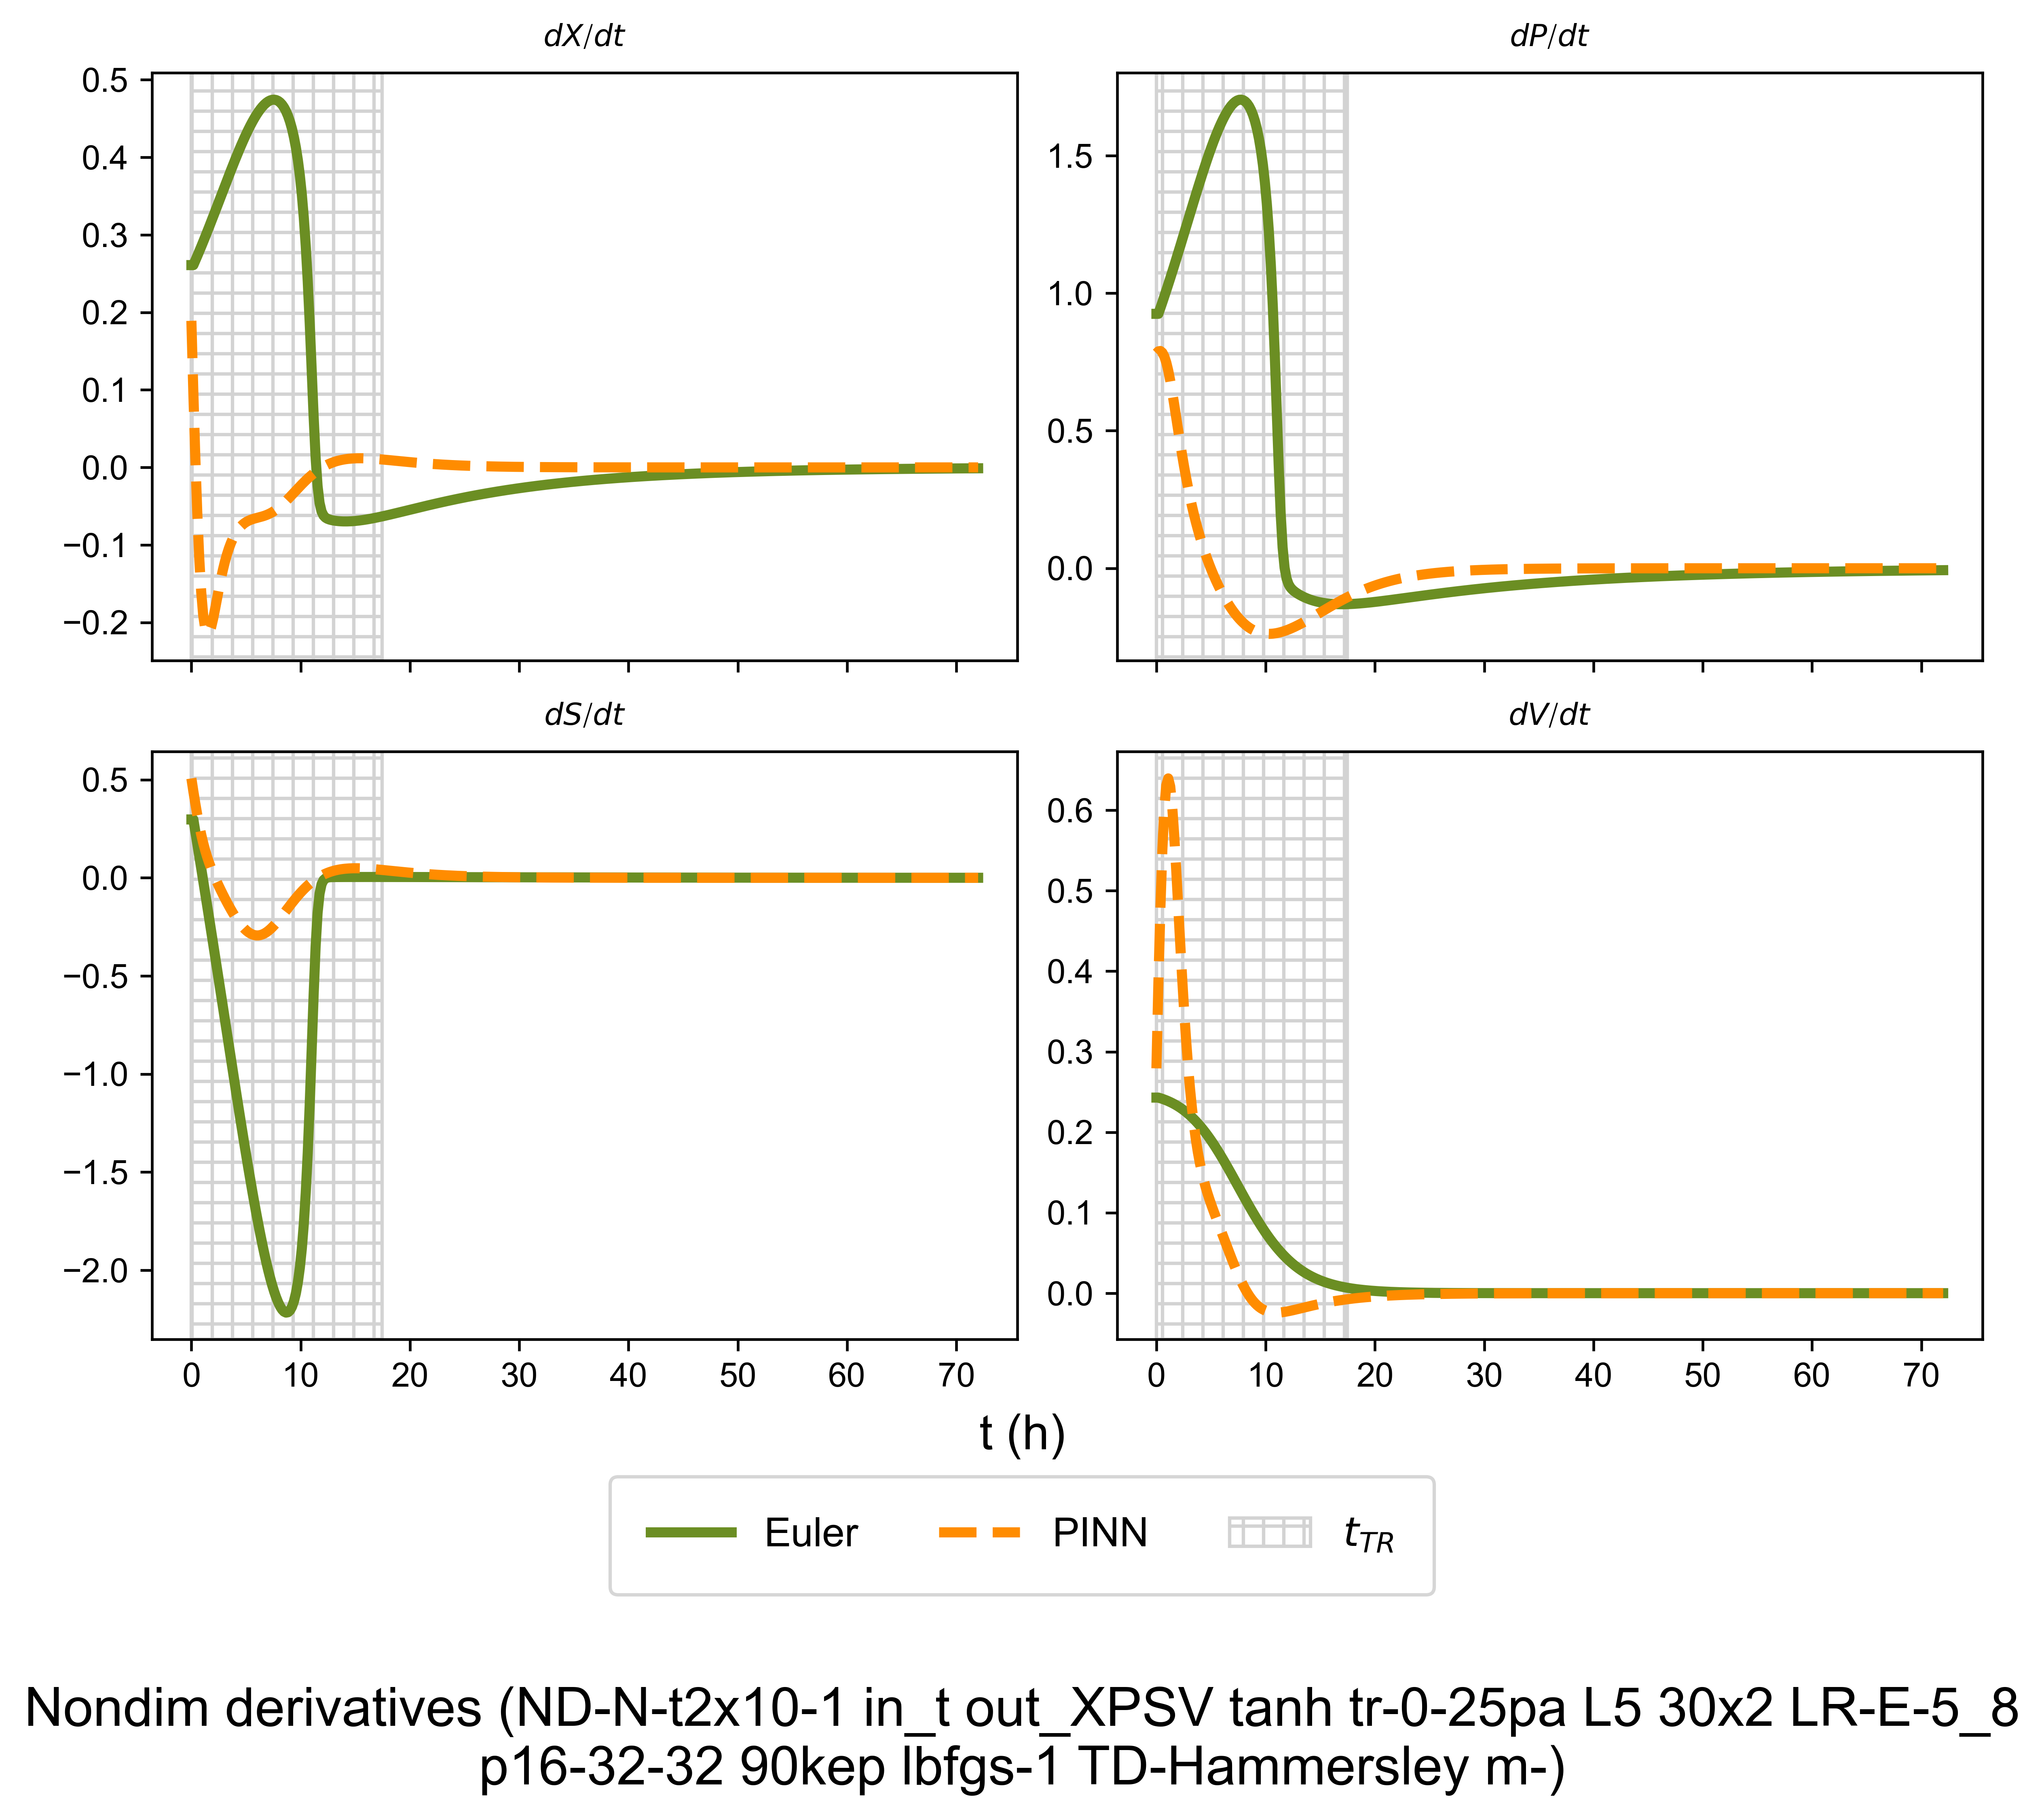 dX/dt
dP/dt
0.5
0.4
0.3
0.2
0.1
0.0
−0.1
−0.2
1.5
1.0
0.5
0.0
dS/dt
dV/dt
0.5
0.0
−0.5
−1.0
−1.5
−2.0
0 10 20 30 40 50 60 70
0.6
0.5
0.4
0.3
0.2
0.1
0.0
0 10 20 30 40 50 60 70
t (h)
Euler PINN t_TR
Nondim derivatives (ND-N-t2x10-1 in_t out_XPSV tanh tr-0-25pa L5 30x2 LR-E-5_8
p16-32-32 90kep lbfgs-1 TD-Hammersley m-)